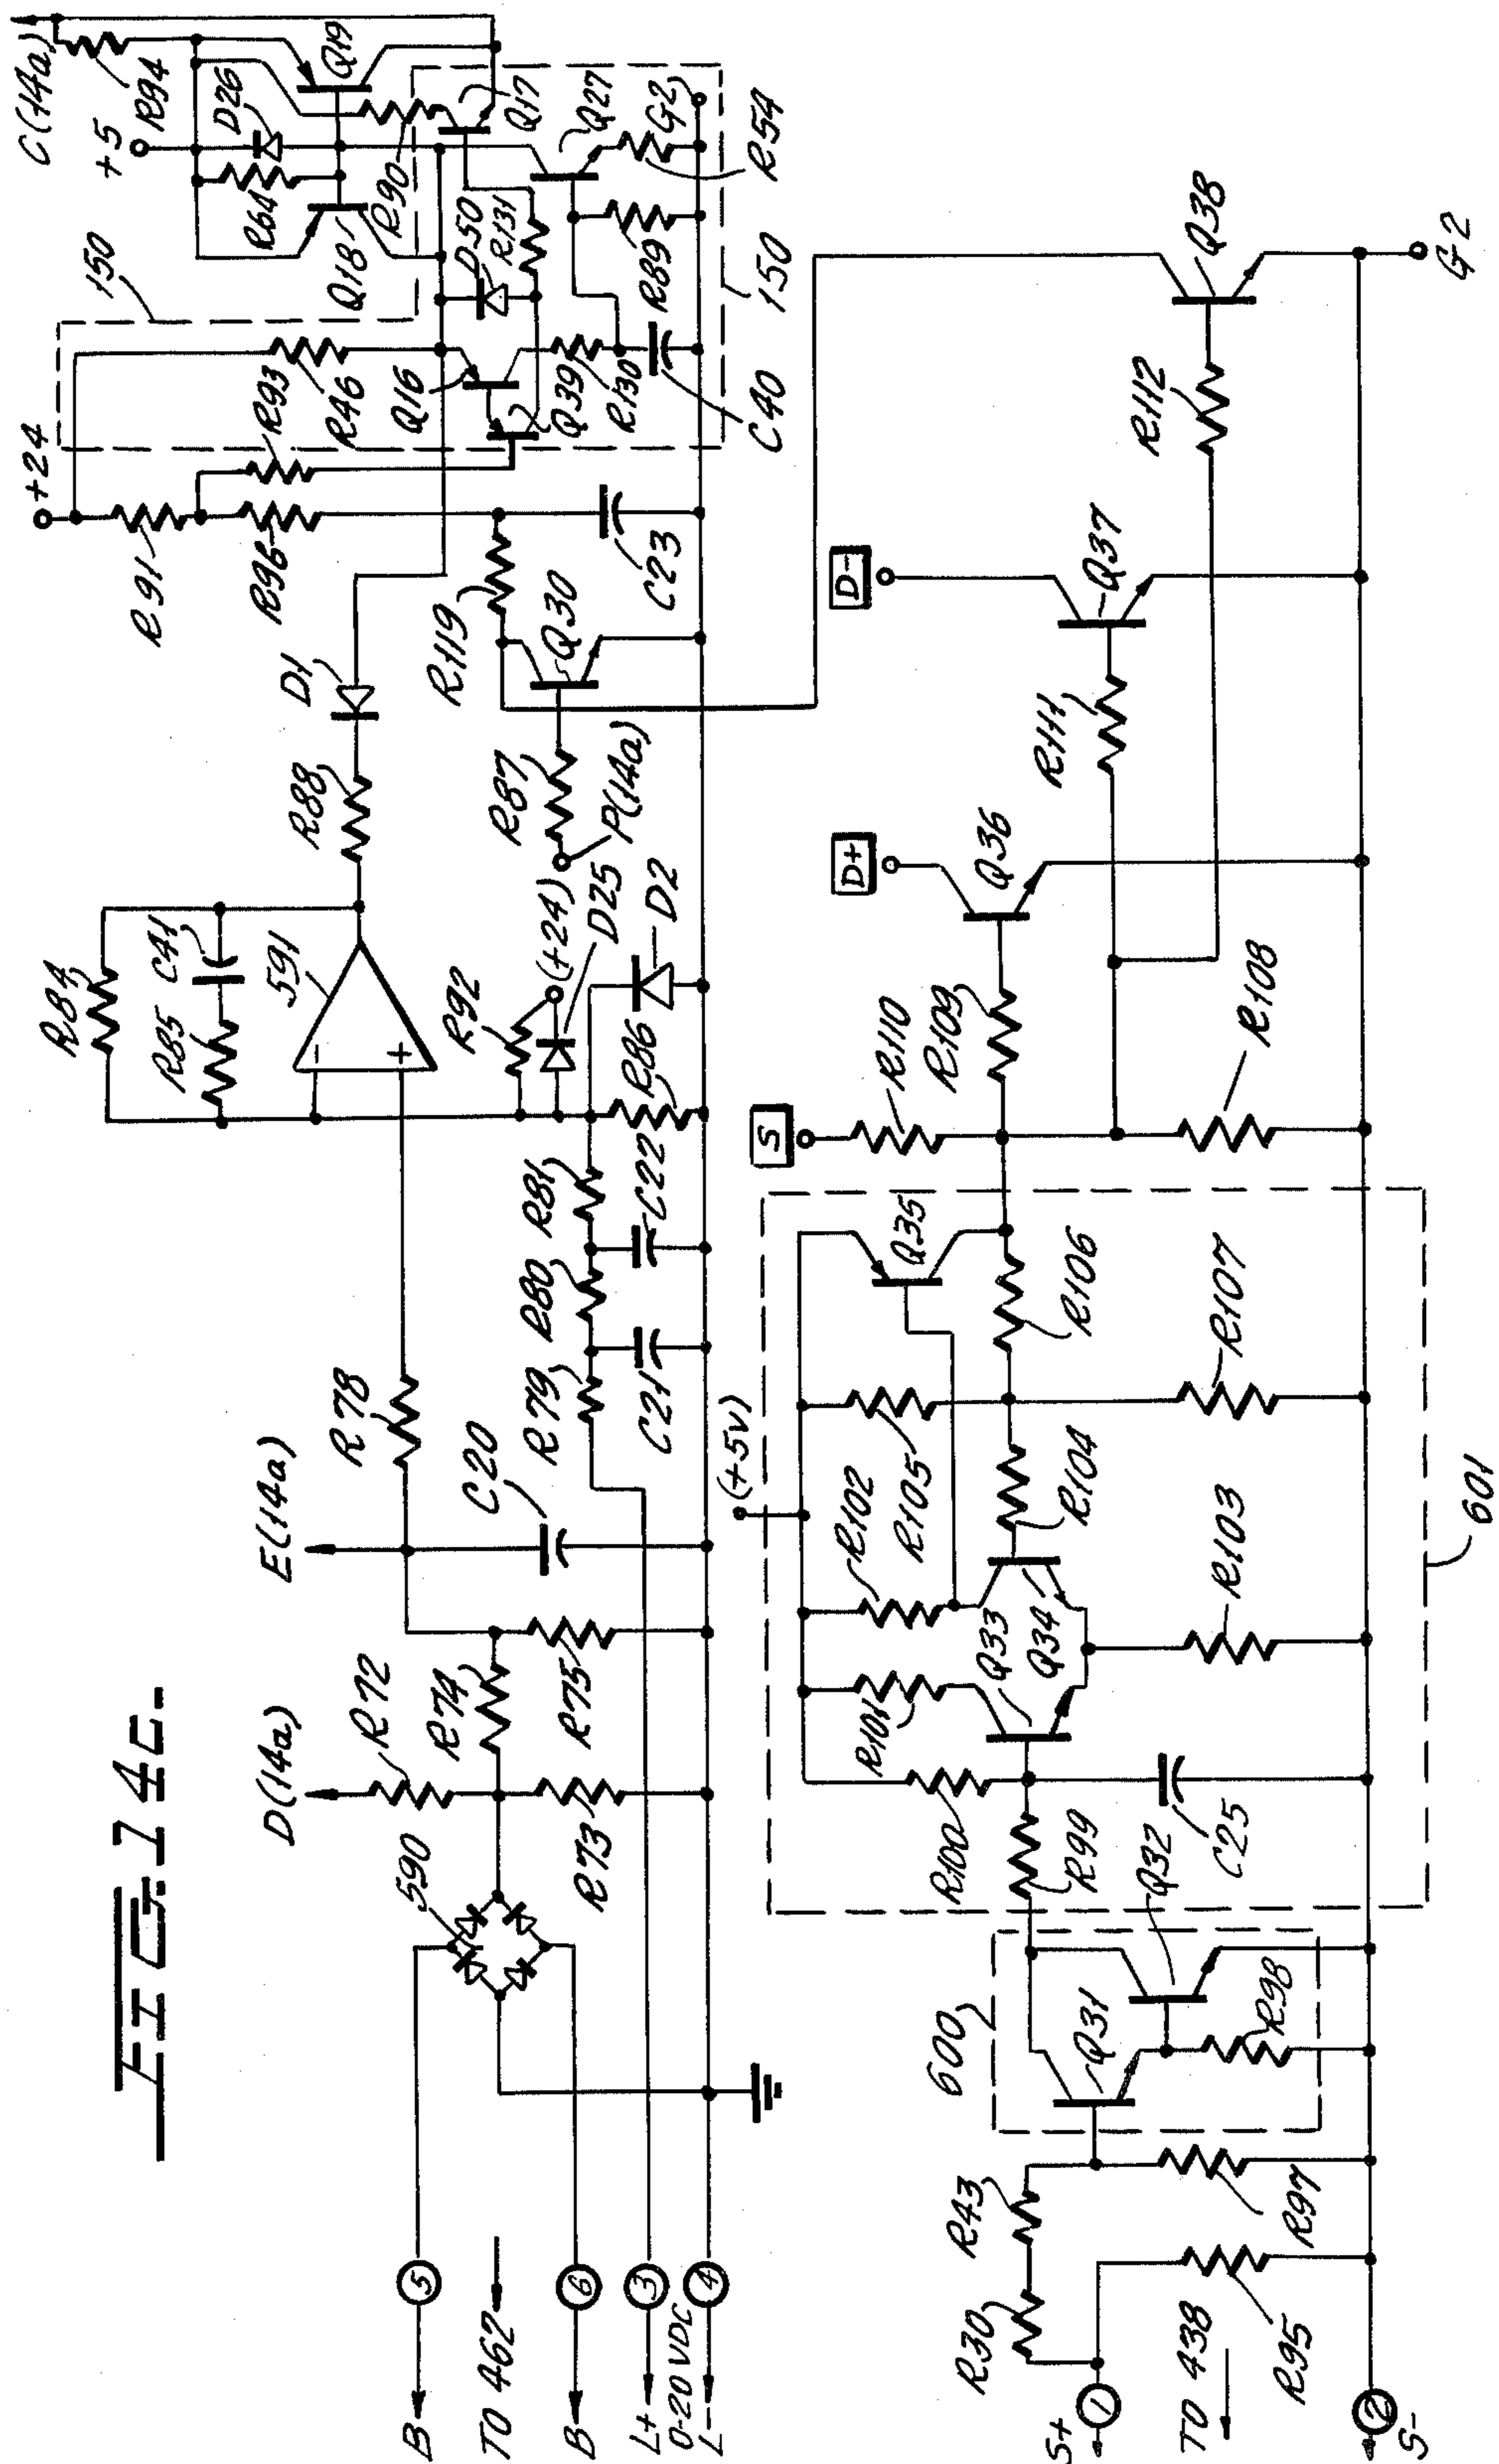 FIG. 14c.
C(14a)
+5
R94
Q19
D26
R64
Q18
R90
Q17
Q27
G2
R54
150
D50
R131
R89
150
+24
R93
R46
Q16
Q39
R130
C40
R91
R96
R119
C23
D1
Q30
R88
R87
P(14a)
R84
C41
R85
591
-
+
R92
(+24)
D25
D2
R86
R81
C22
R80
R79
C21
R78
E(14a)
C20
D(14a)
R72
R74
R75
R73
590
B
5
TO 462
B
6
L+
3
0-20 VDC
L-
4
(+5V)
S
R110
R109
D+
Q36
D-
Q37
R111
R112
Q38
G2
R108
Q35
R106
R107
R105
R102
R104
R103
601
Q33
Q34
R101
R100
R99
Q32
C25
600
Q31
R98
R43
R97
R30
S+
1
TO 438
R95
2
S-